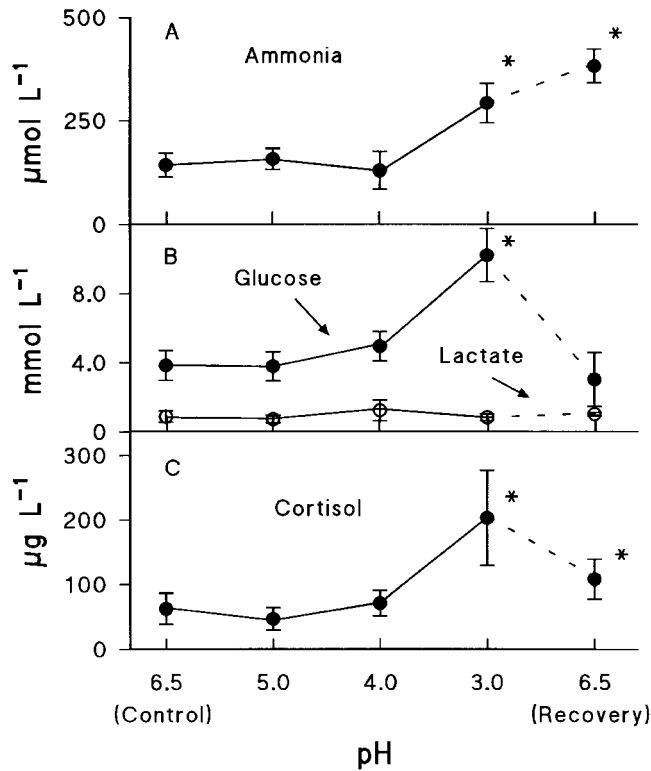 500
A
Ammonia
*
*
250
μmol L⁻¹
0
B
*
Glucose
8.0
mmol L⁻¹
Lactate
4.0
0
300
C
*
Cortisol
200
μg L⁻¹
*
100
0
6.5 5.0 4.0 3.0 6.5
(Control) (Recovery)
pH